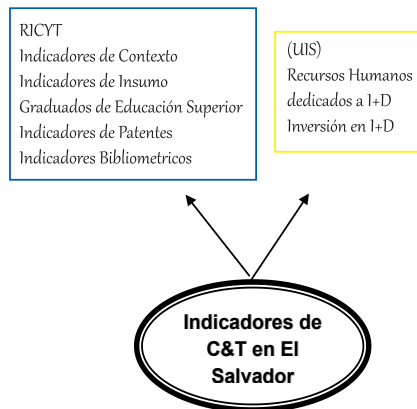 RICYT
Indicadores de Contexto
Indicadores de Insumo
Graduados de Educación Superior
Indicadores de Patentes
Indicadores Bibliometricos
(UIS)
Recursos Humanos
dedicados a I+D
Inversión en I+D
Indicadores de
C&T en El
Salvador